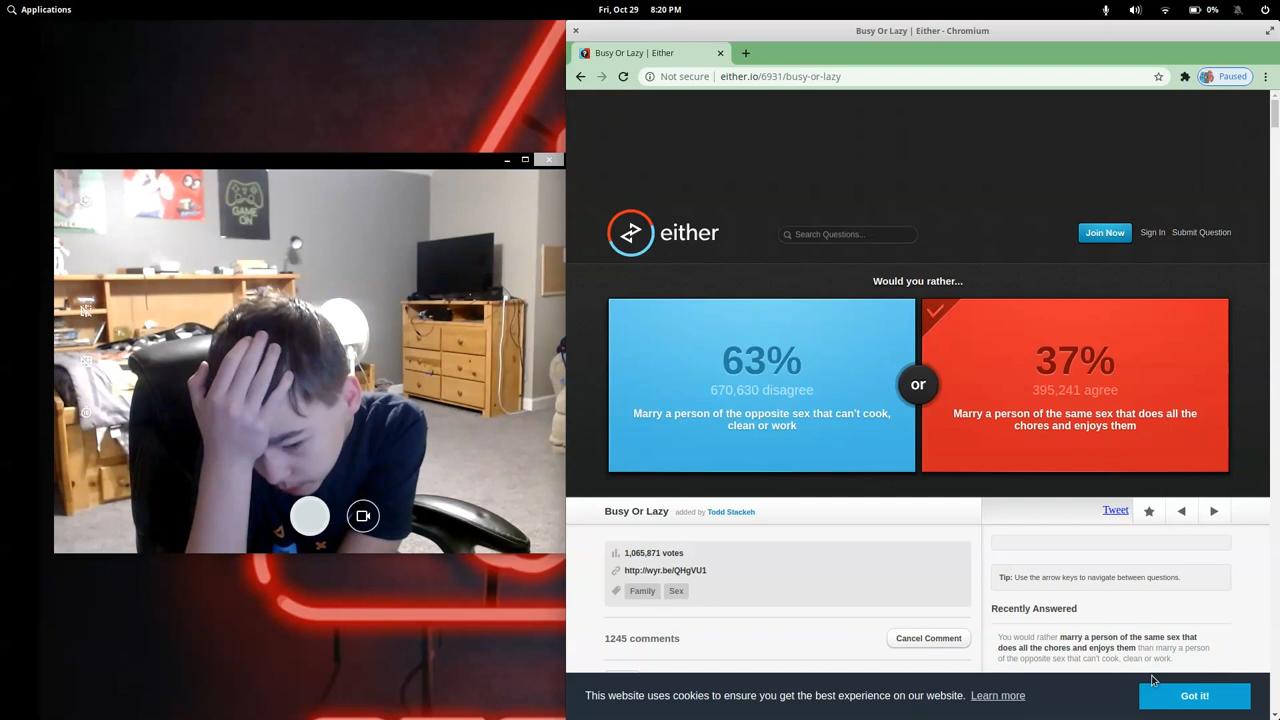 Applications
Fri, Oct 29 8:20 PM
0%
Busy Or Lazy | Either - Chromium
Busy Or Lazy | Either
Not secure | either.io/6931/busy-or-lazy
Paused
GAME
ON
either
Search Questions...
Join Now
Sign In
Submit Question
Would you rather...
63%
670,630 disagree
Marry a person of the opposite sex that can't cook,
clean or work
or
37%
395,241 agree
Marry a person of the same sex that does all the
chores and enjoys them
Busy Or Lazy added by Todd Stackeh
Tweet
1,065,871 votes
http://wyr.be/QHgVU1
Family
Sex
1245 comments
Cancel Comment
Tip: Use the arrow keys to navigate between questions.
Recently Answered
You would rather marry a person of the same sex that
does all the chores and enjoys them than marry a person
of the opposite sex that can't cook, clean or work.
This website uses cookies to ensure you get the best experience on our website. Learn more
Got it!